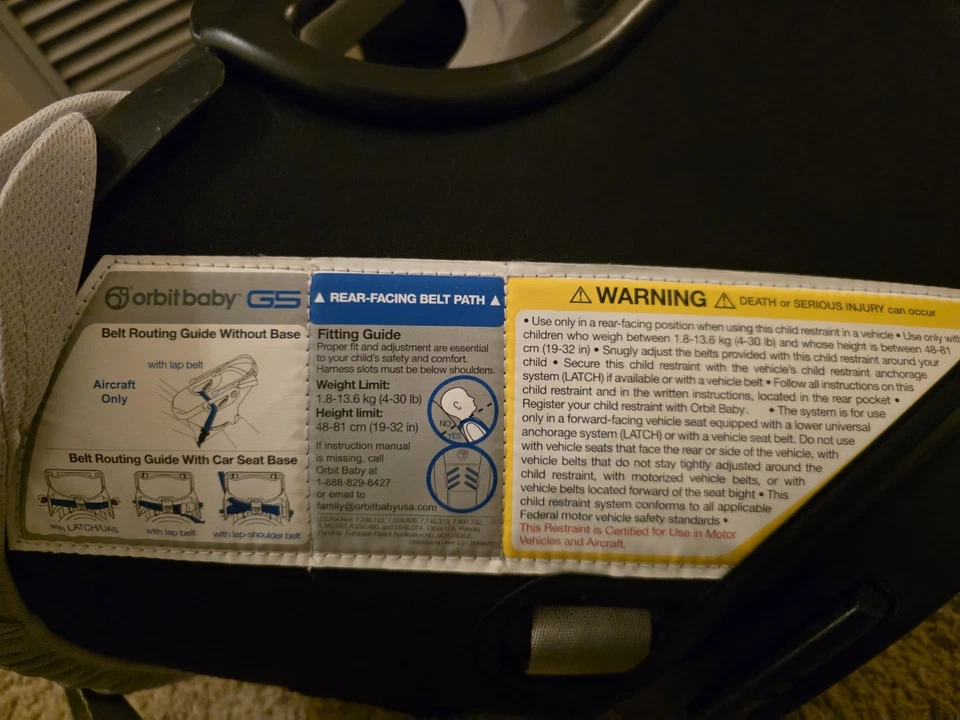 orbitbaby G5
Belt Routing Guide Without Base
with lap belt
Aircraft
Only
Belt Routing Guide With Car Seat Base
with LATCH/UAS
with lap belt
with lap-shoulder belt
REAR-FACING BELT PATH
Fitting Guide
Proper fit and adjustment are essential
to your child's safety and comfort.
Harness slots must be below shoulders.
Weight Limit:
1.8-13.6 kg (4-30 lb)
Height limit:
48-81 cm (19-32 in)
NO
YES
If instruction manual
is missing, call
Orbit Baby at
1-888-829-8427
or email to
family@orbitbabyusa.com
WARNING DEATH or SERIOUS INJURY can occur
• Use only in a rear-facing position when using this child restraint in a vehicle • Use only with
children who weigh between 1.8-13.6 kg (4-30 lb) and whose height is between 48-81
cm (19-32 in) • Snugly adjust the belts provided with this child restraint around your
child • Secure this child restraint with the vehicle's child restraint anchorage
system (LATCH) if available or with a vehicle belt • Follow all instructions on this
child restraint and in the written instructions, located in the rear pocket •
Register your child restraint with Orbit Baby. • The system is for use
only in a forward-facing vehicle seat equipped with a lower universal
anchorage system (LATCH) or with a vehicle seat belt. Do not use
with vehicle seats that face the rear or side of the vehicle, with
vehicle belts that do not stay tightly adjusted around the
child restraint, with motorized vehicle belts, or with
vehicle belts located forward of the seat bight • This
child restraint system conforms to all applicable
Federal motor vehicle safety standards •
This Restraint is Certified for Use in Motor
Vehicles and Aircraft.